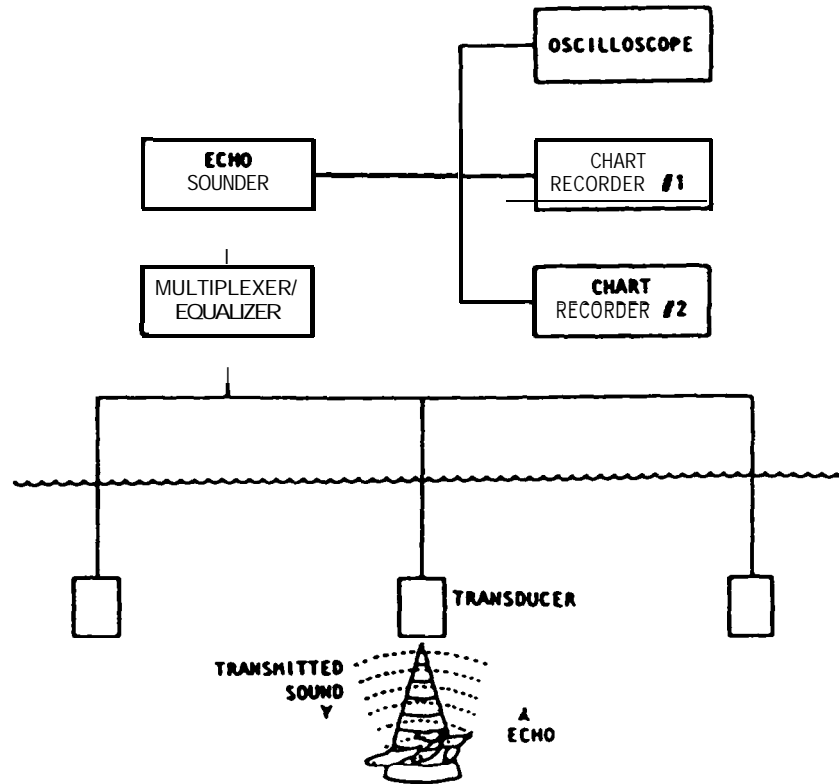 OSCILLOSCOPE
ECHO
SOUNDER
CHART
RECORDER #1
MULTIPLEXER/
EQUALIZER
CHART
RECORDER #2
TRANSDUCER
TRANSMITTED
SOUND
ECHO